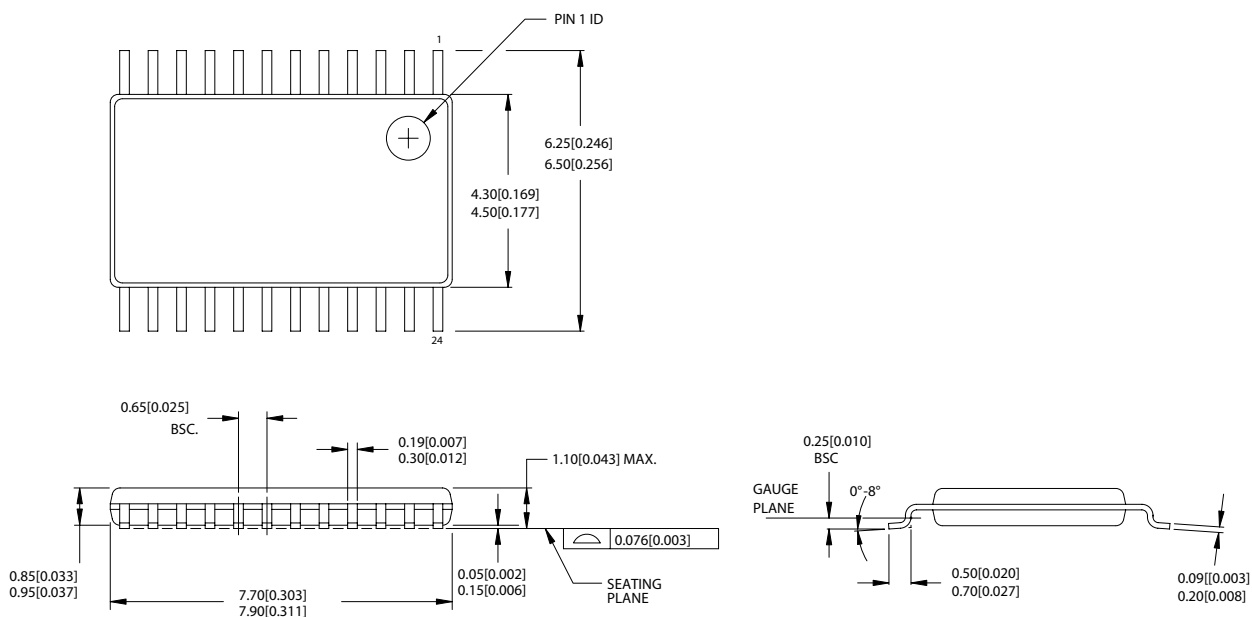 PIN 1 ID
1
6.25[0.246]
6.50[0.256]
4.30[0.169]
4.50[0.177]
24
0.65[0.025]
BSC.
0.19[0.007]
0.30[0.012]
1.10[0.043] MAX.
0.25[0.010]
BSC
GAUGE
PLANE
0°-8°
0.076[0.003]
0.85[0.033]
0.95[0.037]
7.70[0.303]
7.90[0.311]
0.05[0.002]
0.15[0.006]
SEATING
PLANE
0.50[0.020]
0.70[0.027]
0.09[[0.003]
0.20[0.008]